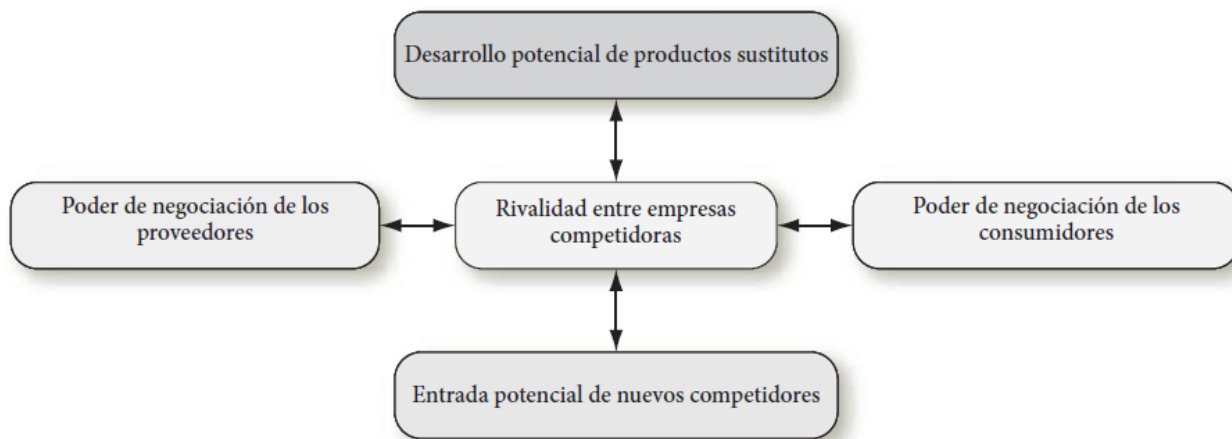 Desarrollo potencial de productos sustitutos
Poder de negociación de los
proveedores
Rivalidad entre empresas
competidoras
Poder de negociación de los
consumidores
Entrada potencial de nuevos competidores